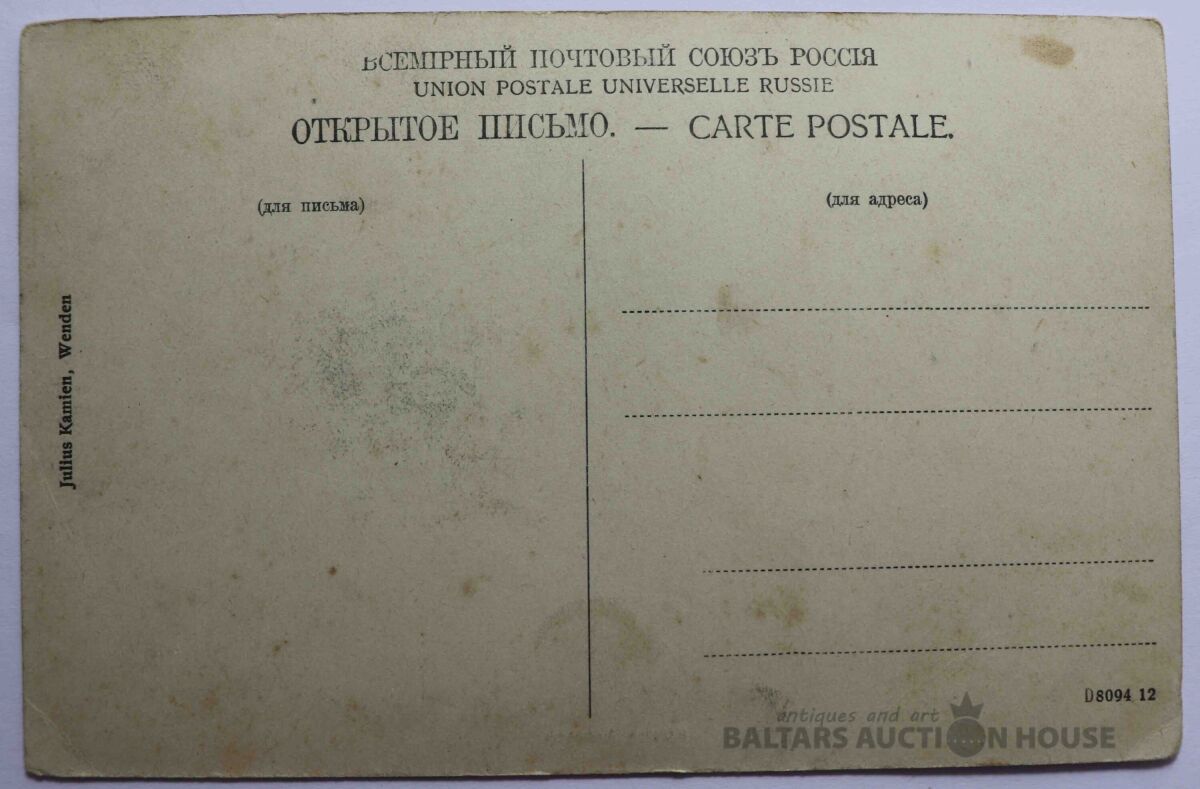 ВСЕМІРНЫЙ ПОЧТОВЫЙ СОЮЗЪ РОССІЯ
UNION POSTALE UNIVERSELLE RUSSIE
ОТКРЫТОЕ ПИСЬМО. — CARTE POSTALE.
(для письма)
(для адреса)
Julius Kamien, Wenden
D8094 12
antiques and art
BALTARS AUCTION HOUSE